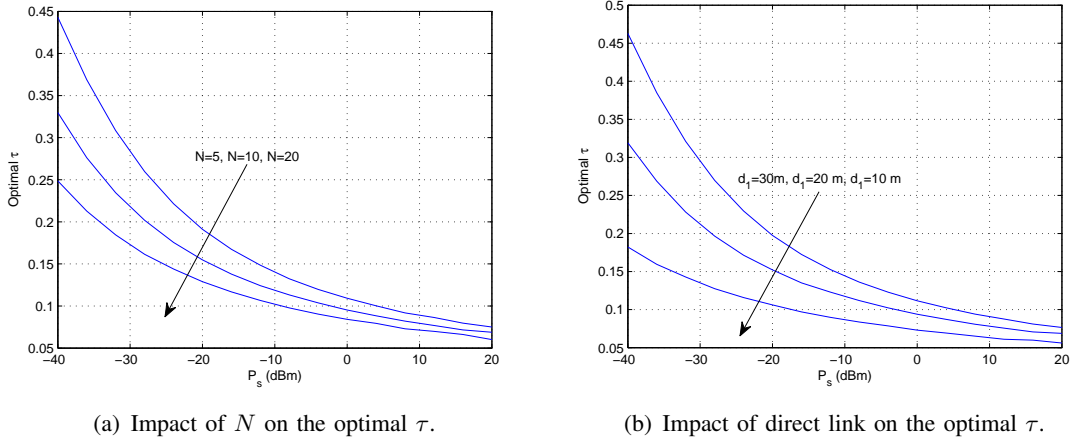 0.45
0.4
0.35
0.3
0.25
0.2
0.15
0.1
0.05
Optimal τ
N=5, N=10, N=20
−40 −30 −20 −10 0 10 20
P_s (dBm)
(a) Impact of N on the optimal τ.
0.5
0.45
0.4
0.35
0.3
0.25
0.2
0.15
0.1
0.05
Optimal τ
d_1=30m, d_1=20 m, d_1=10 m
−40 −30 −20 −10 0 10 20
P_s (dBm)
(b) Impact of direct link on the optimal τ.